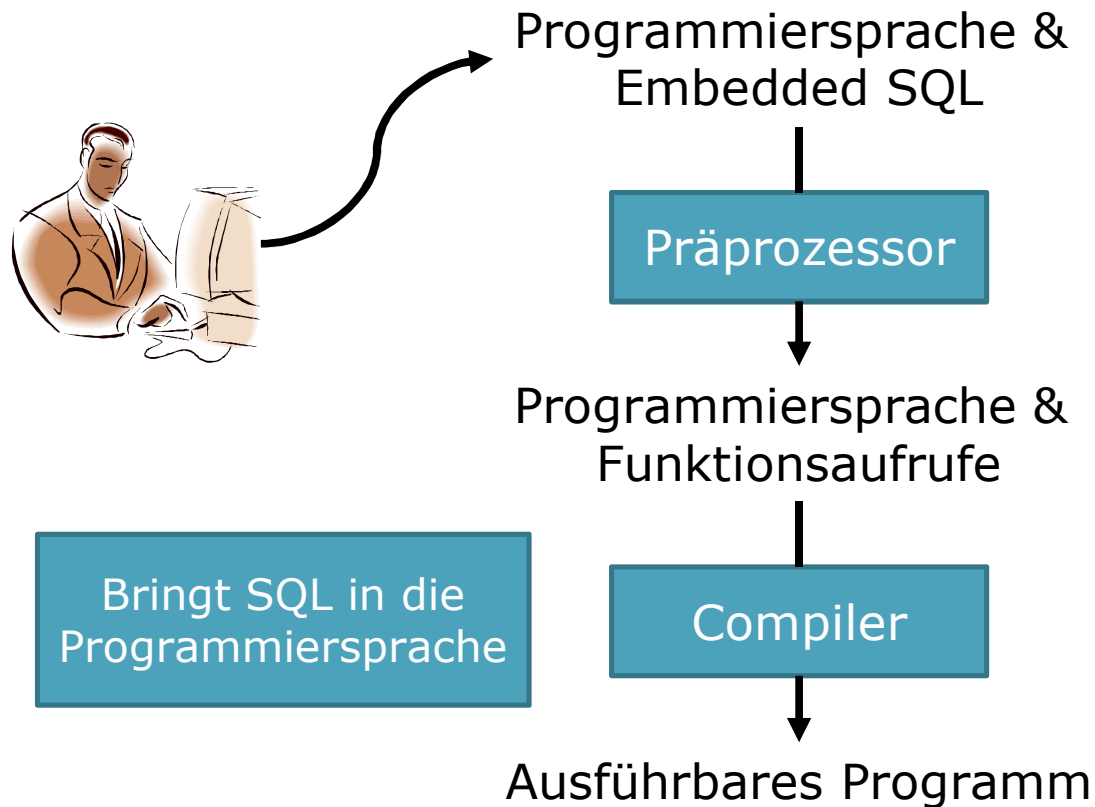 Programmiersprache &
Embedded SQL
Präprozessor
Programmiersprache &
Funktionsaufrufe
Bringt SQL in die
Programmiersprache
Compiler
Ausführbares Programm